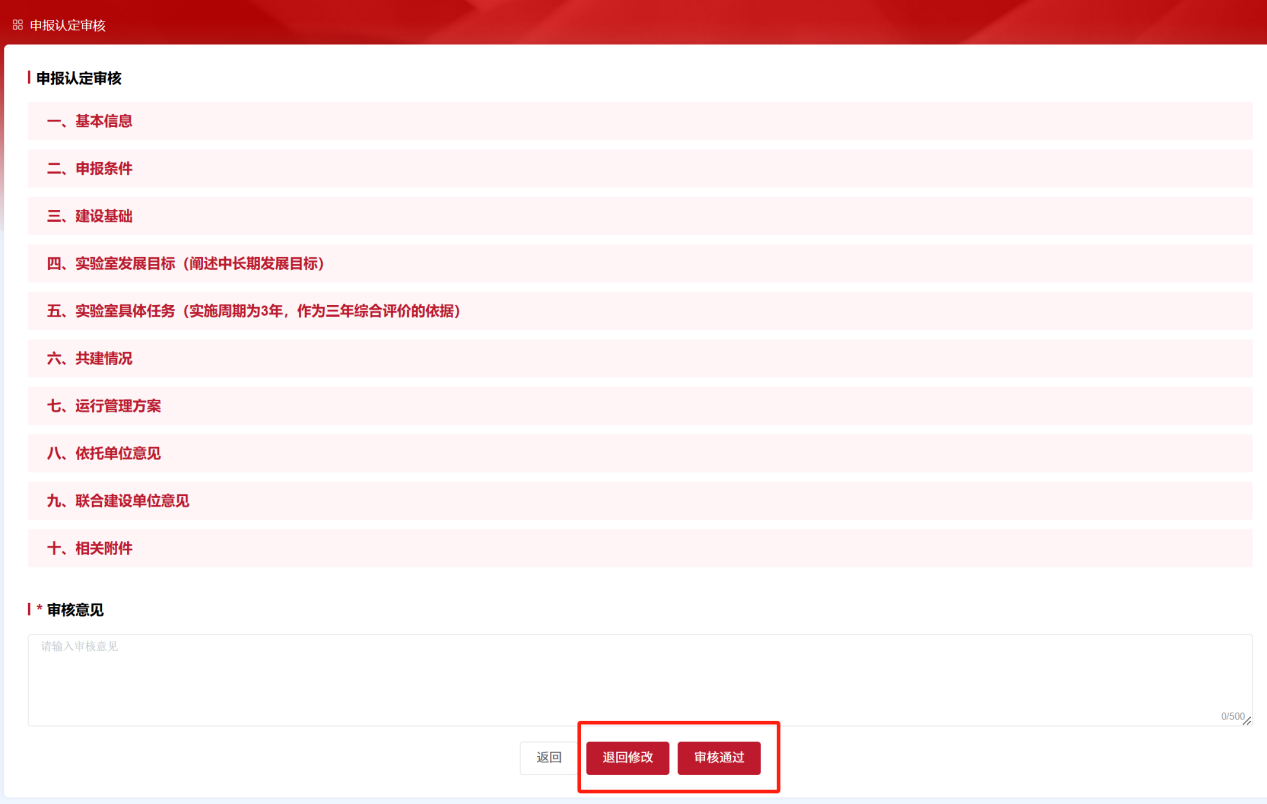 申报认定审核
申报认定审核
一、基本信息
二、申报条件
三、建设基础
四、实验室发展目标（阐述中长期发展目标）
五、实验室具体任务（实施周期为3年，作为三年综合评价的依据）
六、共建情况
七、运行管理方案
八、依托单位意见
九、联合建设单位意见
十、相关附件
* 审核意见
请输入审核意见
0/500
返回 退回修改 审核通过